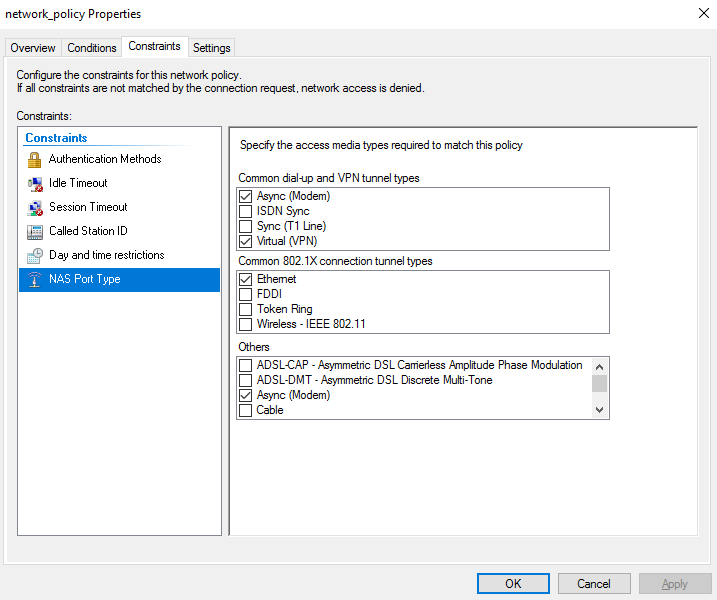 network_policy Properties
Overview
Conditions
Constraints
Settings
Configure the constraints for this network policy.
If all constraints are not matched by the connection request, network access is denied.
Constraints:
Constraints
Authentication Methods
Idle Timeout
Session Timeout
Called Station ID
Day and time restrictions
NAS Port Type
Specify the access media types required to match this policy
Common dial-up and VPN tunnel types
Async (Modem)
ISDN Sync
Sync (T1 Line)
Virtual (VPN)
Common 802.1X connection tunnel types
Ethernet
FDDI
Token Ring
Wireless - IEEE 802.11
Others
ADSL-CAP - Asymmetric DSL Carrierless Amplitude Phase Modulation
ADSL-DMT - Asymmetric DSL Discrete Multi-Tone
Async (Modem)
Cable
OK
Cancel
Apply